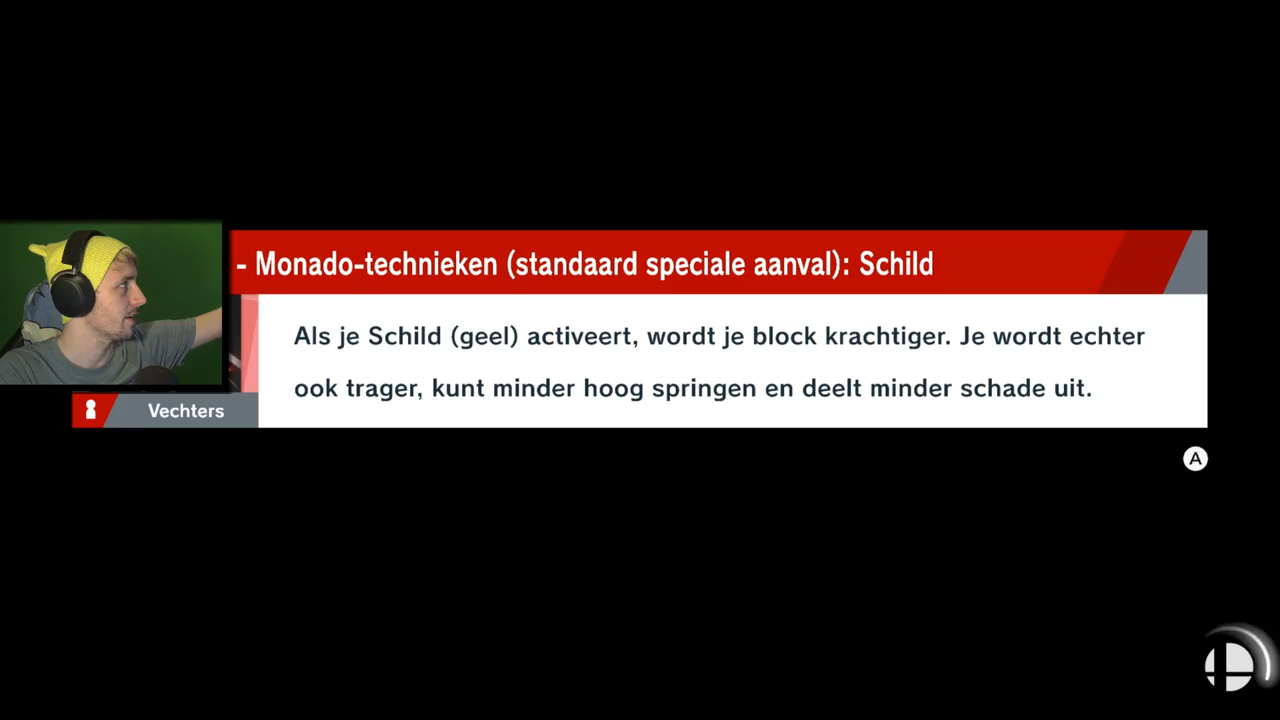 - Monado-technieken (standaard speciale aanval): Schild
Als je Schild (geel) activeert, wordt je block krachtiger. Je wordt echter
ook trager, kunt minder hoog springen en deelt minder schade uit.
Vechters
A